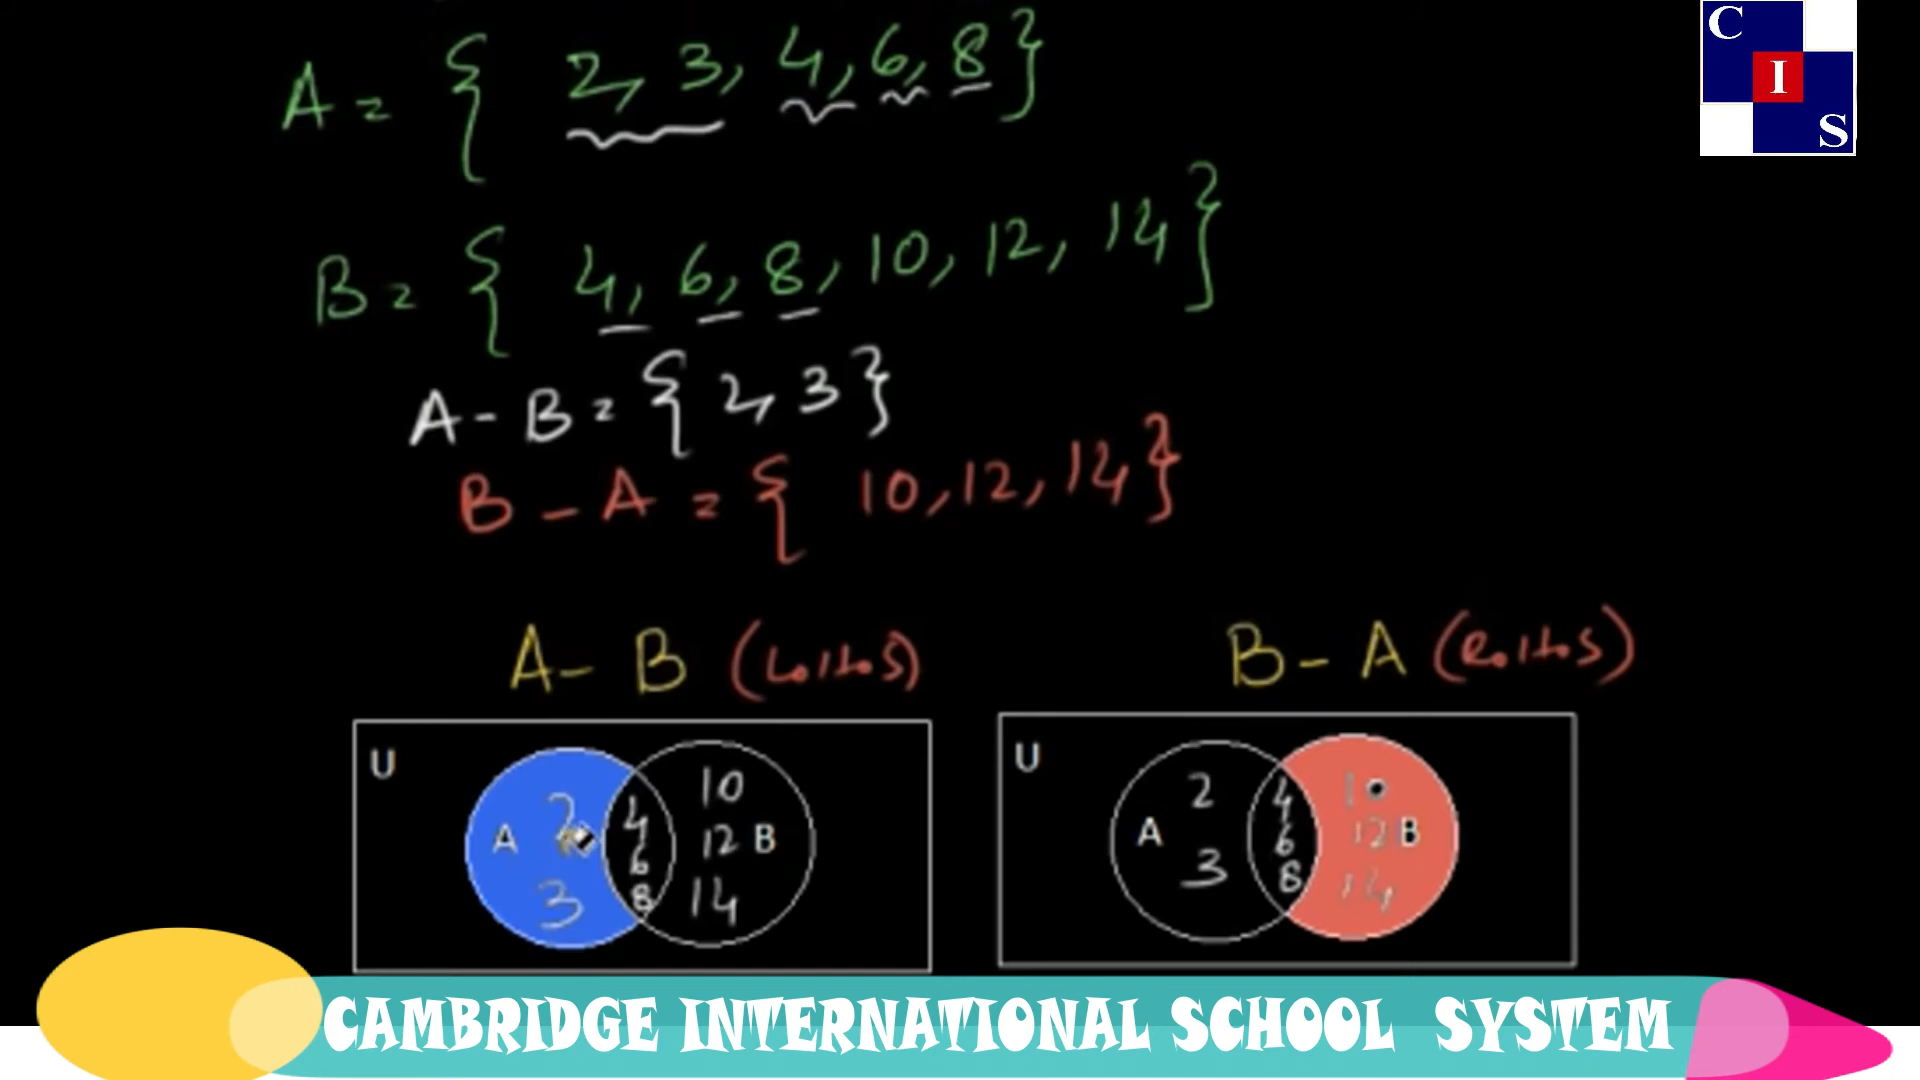 A = { 2, 3, 4, 6, 8 }
B = { 4, 6, 8, 10, 12, 14 }
A - B = { 2, 3 }
B - A = { 10, 12, 14 }
C
I
S
A - B (L.H.S)
B - A (R.H.S)
U
A
2
3
4
6
8
10
12 B
14
U
A
2
3
4
6
8
10
12 B
14
CAMBRIDGE INTERNATIONAL SCHOOL SYSTEM